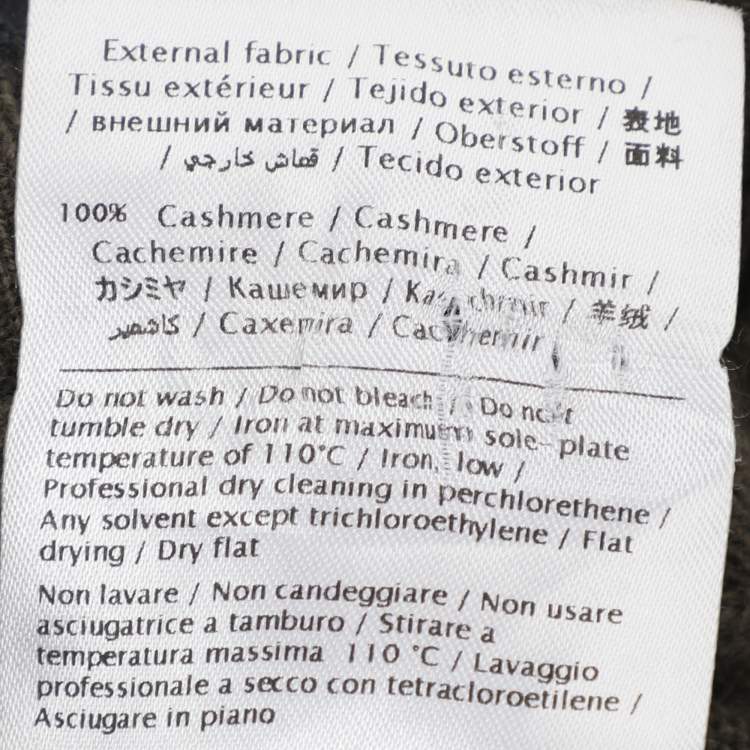 External fabric / Tessuto esterno /
Tissu extérieur / Tejido exterior / 表地
/ внешний материал / Oberstoff / 面料
/ قماش خارجي / Tecido exterior
100% Cashmere / Cashmere /
Cachemire / Cachemira / Cashmir /
カシミヤ / Кашемир / / 羊绒 /
كاشمير / Caxemira /
Do not wash / Do not bleach / Do not
tumble dry / Iron at maximum sole-plate
temperature of 110°C / Iron, low /
Professional dry cleaning in perchlorethene /
Any solvent except trichloroethylene / Flat
drying / Dry flat
Non lavare / Non candeggiare / Non usare
asciugatrice a tamburo / Stirare a
temperatura massima 110 °C / Lavaggio
professionale a secco con tetracloroetilene /
Asciugare in piano